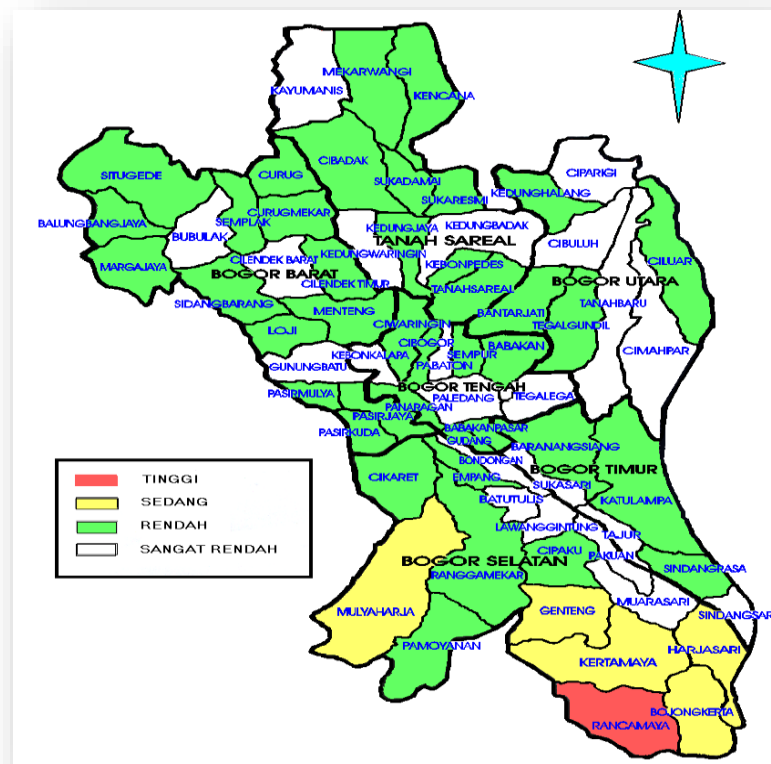 MEKARWANGI
KAYUMANIS
KENCANA
CIBADAK
CIPARIGI
SITUGEDE
CURUG
SUKADAMAI
KEDUNGHALANG
SUKARESIMI
CURUGMEKAR
BALUNGBANGJAYA
SEMPLAK
KEDUNGJAYA
KEDUNGBADAK
BUBULAK
TANAH SAREAL
CIBULUH
KEDUNGWARINGIN
CILENDEK BARAT
CILUAR
MARGAJAYA
BOGOR BARAT
KEBONPEDES
BOGOR UTARA
CILENDEK TIMUR
TANAHSAREAL
SIDANGBARANG
MENTENG
BANTARJATI
TANAHBARU
CIWARINGIN
TEGALGUNDIL
LOJI
CIBOGOR
BABAKAN
CIMAHPAR
KEBONKALAPA
SEMPUR
GUNUNGBATU
PABATON
BOGOR TENGAH
PASIRMULYA
PALEDANG
TEGALEGA
PANARAGAN
PASIRJAYA
PASIRKUDA
BABAKANPASAR
GUDANG
BARANANGSIANG
BONDONGAN
BOGOR TIMUR
CIKARET
EMPANG
SUKASARI
BATUTULIS
KATULAMPA
LAWANGGINTUNG
TAJUR
CIPAKU
PAKUAN
BOGOR SELATAN
SINDANGRASA
RANGGAMEKAR
MUARASARI
MULYAHARJA
GENTENG
SINDANGSARI
PAMOYANAN
HARJASARI
KERTAMAYA
BOJONGKERTA
RANCAMAYA
TINGGI
SEDANG
RENDAH
SANGAT RENDAH